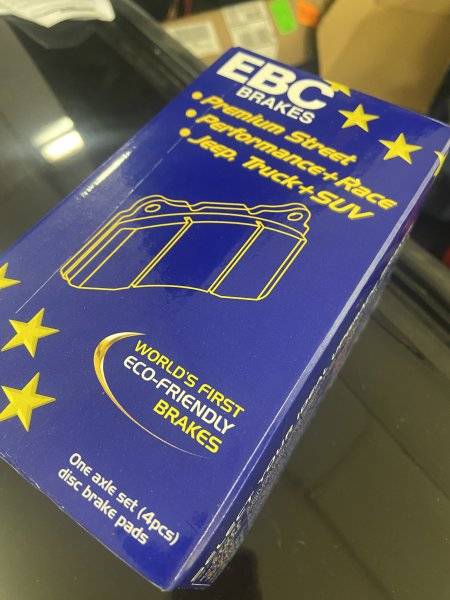 EBC
BRAKES
• Premium Street
• Performance+Race
• Jeep, Truck+SUV
WORLD'S FIRST
ECO-FRIENDLY
BRAKES
One axle set (4pcs)
disc brake pads